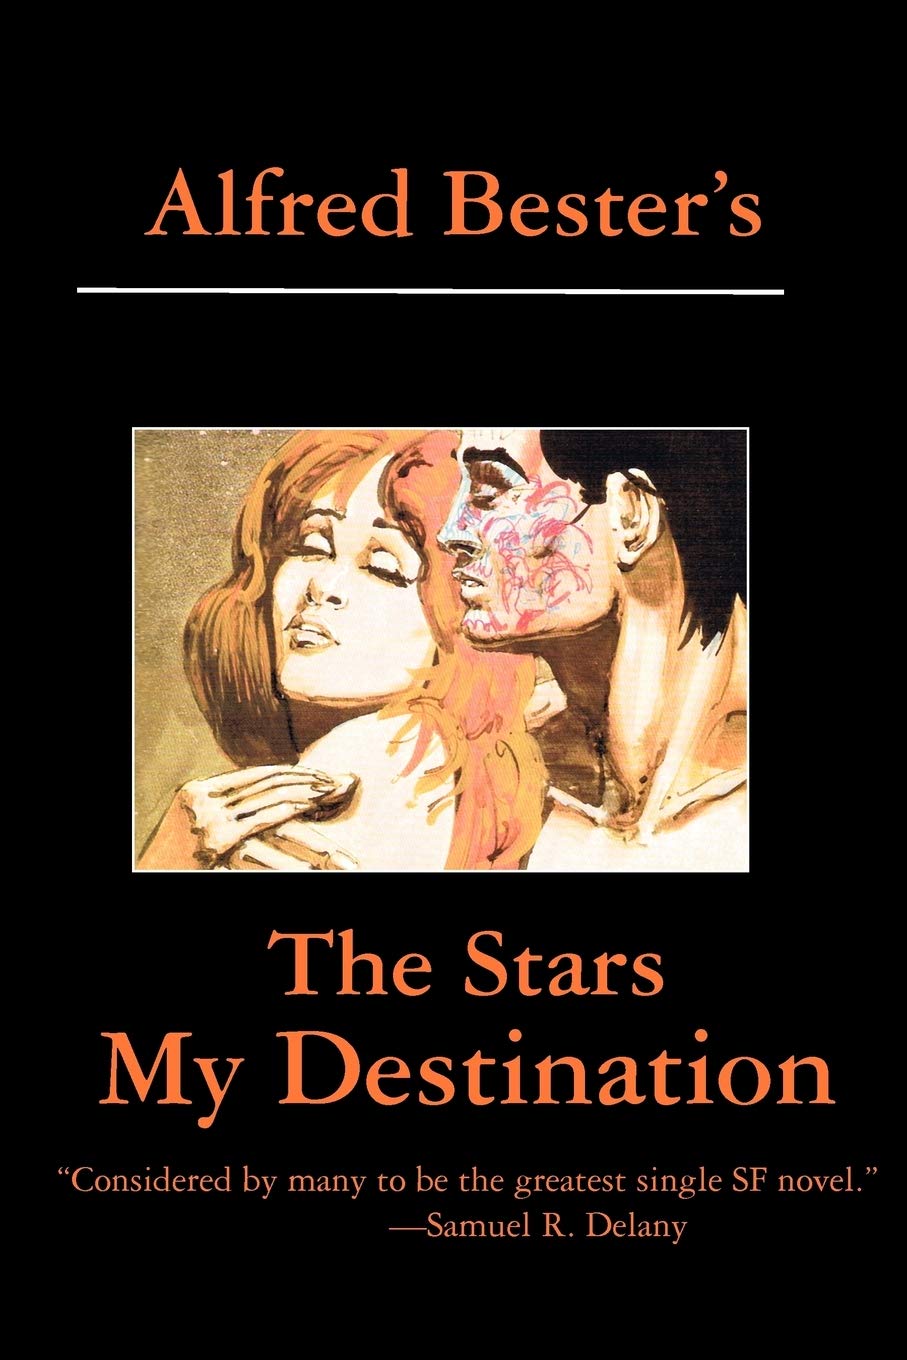 Alfred Bester's
The Stars
My Destination
“Considered by many to be the greatest single SF novel.”
—Samuel R. Delany